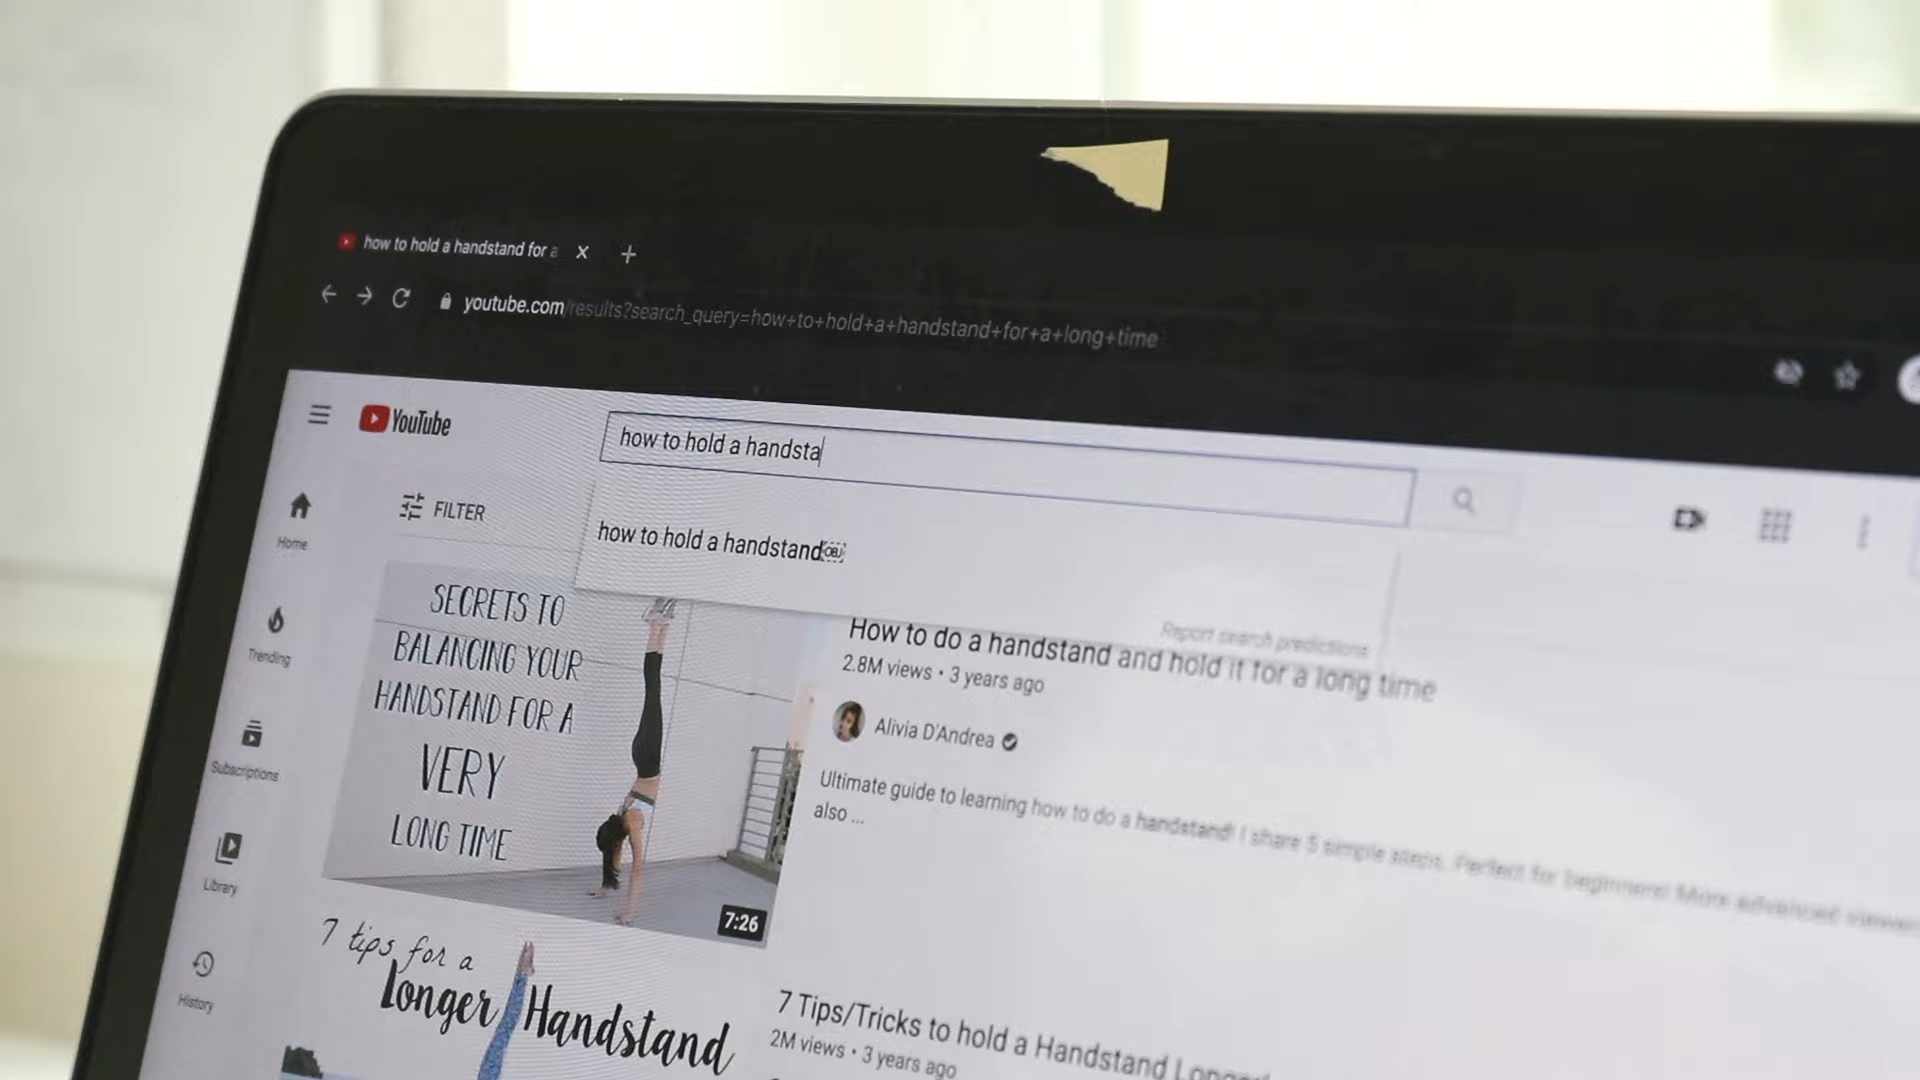 how to hold a handstand for a
youtube.com/results?search_query=how+to+hold+a+handstand+for+a+long+time
YouTube
how to hold a handsta
FILTER
how to hold a handstand
OBJ
Report search predictions
Home
Trending
Subscriptions
Library
History
SECRETS TO
BALANCING YOUR
HANDSTAND FOR A
VERY
LONG TIME
7:26
How to do a handstand and hold it for a long time
2.8M views • 3 years ago
Alivia D'Andrea
Ultimate guide to learning how to do a handstand! I share 5 simple steps. Perfect for beginners! More advanced viewers
also ...
7 tips for a
Longer Handstand
7 Tips/Tricks to hold a Handstand Longer
2M views • 3 years ago